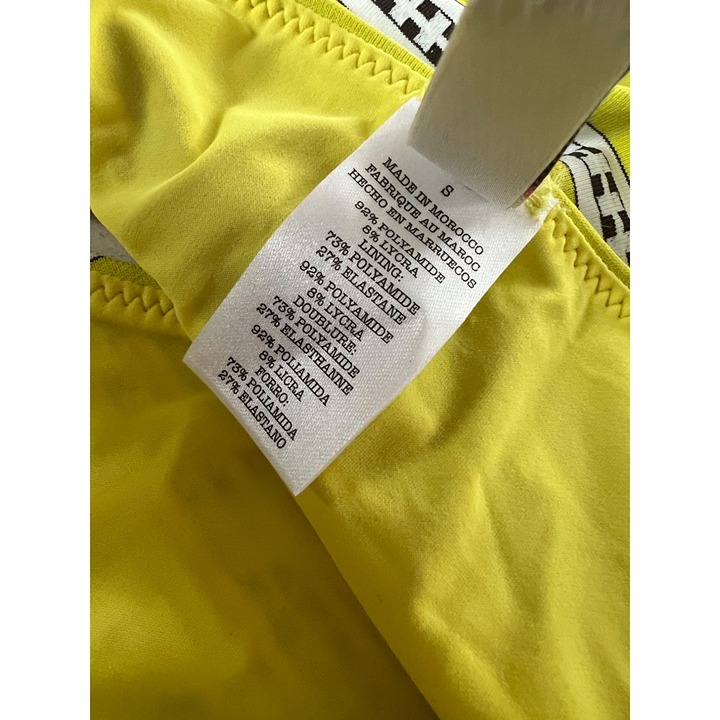 S
MADE IN MOROCCO
FABRIQUE AU MAROC
HECHO EN MARRUECOS
92% POLYAMIDE
8% LYCRA
LINING:
73% POLYAMIDE
27% ELASTANE
92% POLYAMIDE
8% LYCRA
DOUBLURE:
73% POLYAMIDE
27% ELASTHANNE
92% POLIAMIDA
8% LICRA
FORRO:
73% POLIAMIDA
27% ELASTANO